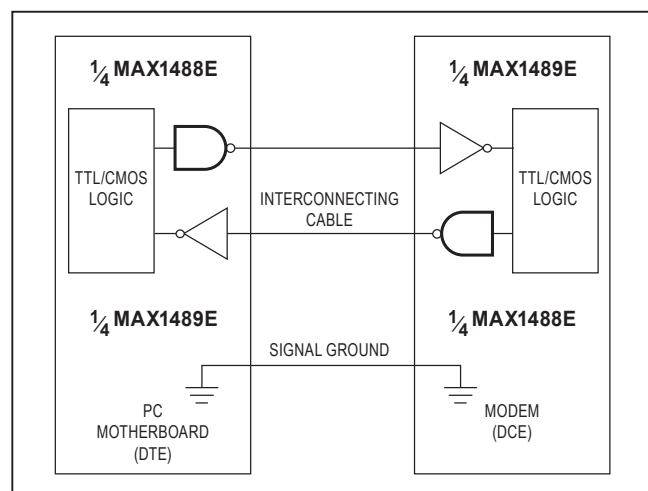 ¼ MAX1488E
¼ MAX1489E
TTL/CMOS
LOGIC
INTERCONNECTING
CABLE
TTL/CMOS
LOGIC
¼ MAX1489E
¼ MAX1488E
SIGNAL GROUND
PC
MOTHERBOARD
(DTE)
MODEM
(DCE)